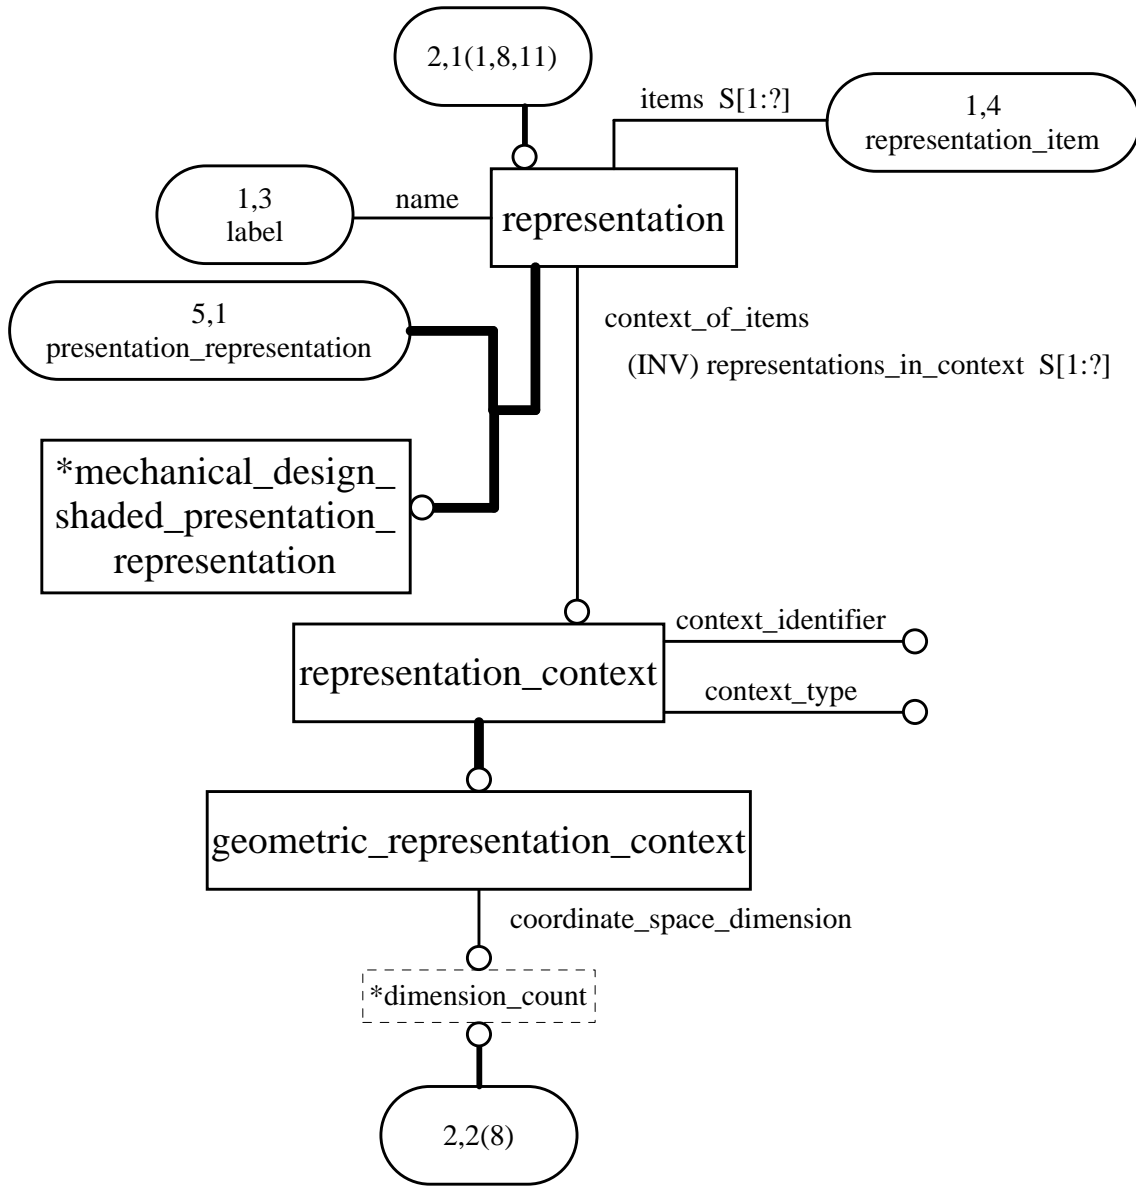 2,1(1,8,11)
items S[1:?]
1,4
representation_item
1,3
label
name
representation
5,1
presentation_representation
context_of_items
(INV) representations_in_context S[1:?]
*mechanical_design_
shaded_presentation_
representation
context_identifier
representation_context
context_type
geometric_representation_context
coordinate_space_dimension
*dimension_count
2,2(8)